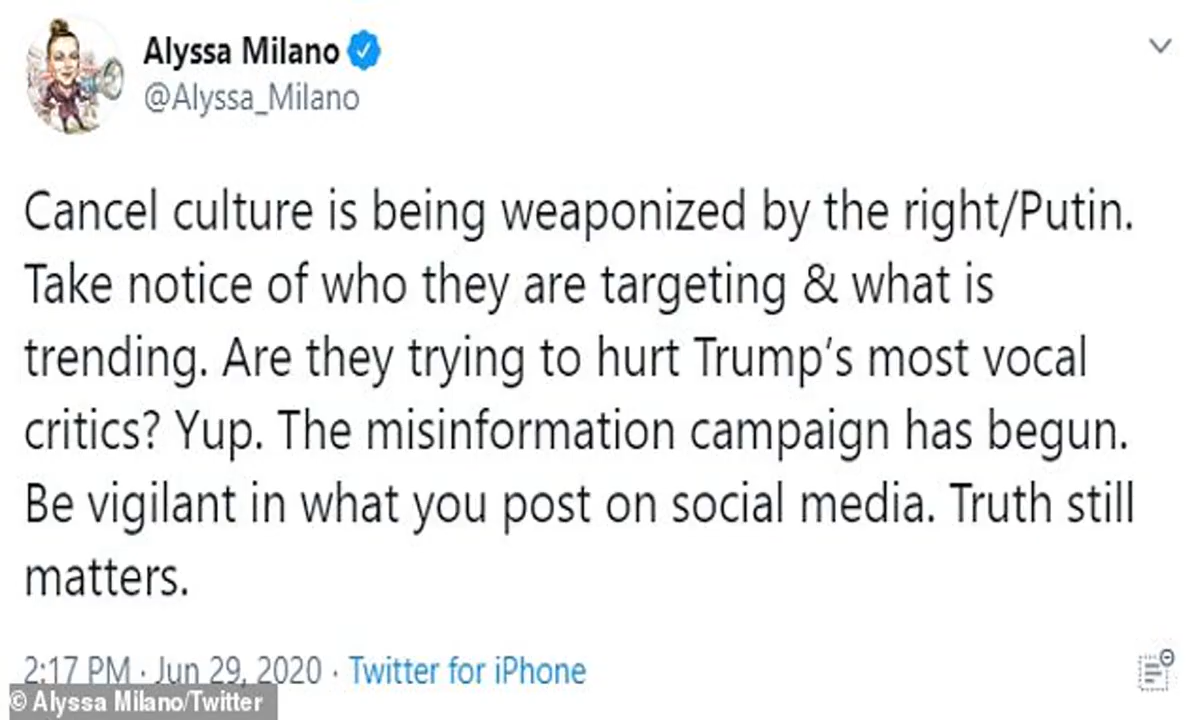 Alyssa Milano
@Alyssa_Milano
Cancel culture is being weaponized by the right/Putin.
Take notice of who they are targeting & what is
trending. Are they trying to hurt Trump's most vocal
critics? Yup. The misinformation campaign has begun.
Be vigilant in what you post on social media. Truth still
matters.
2:17 PM · Jun 29, 2020 · Twitter for iPhone
© Alyssa Milano/Twitter